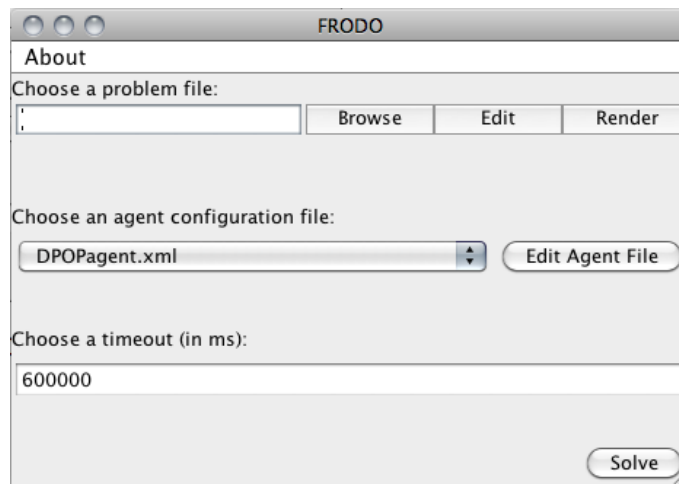 FRODO
About
Choose a problem file:
Browse Edit Render
Choose an agent configuration file:
DPOPagent.xml Edit Agent File
Choose a timeout (in ms):
600000
Solve